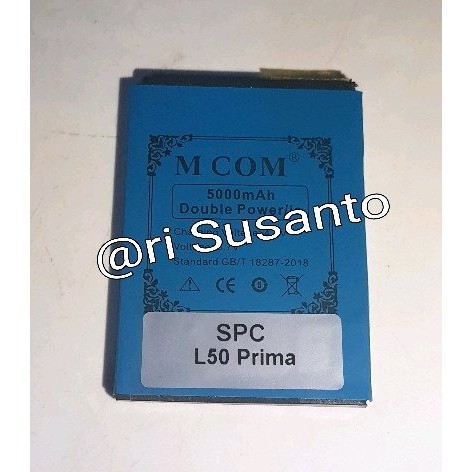 M COM®
5000mAh
Double Power/
@ri Susanto
Standard GB/T 18287-2018
SPC
L50 Prima